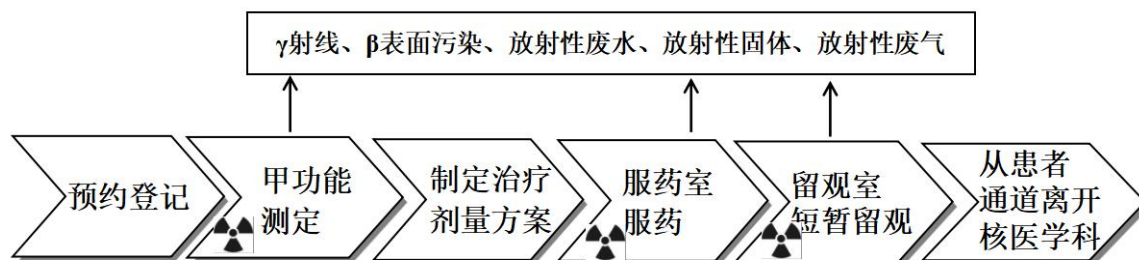 γ射线、β表面污染、放射性废水、放射性固体、放射性废气
预约登记
甲功能
测定
制定治疗
剂量方案
服药室
服药
留观室
短暂留观
从患者
通道离开
核医学科